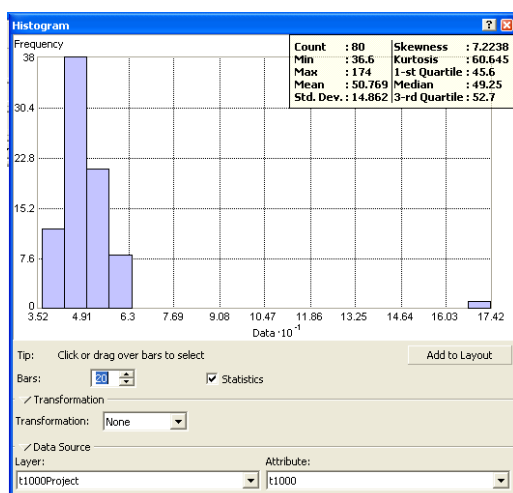 Histogram
Frequency
Count : 80 Skewness : 7.2238
Min : 36.6 Kurtosis : 60.645
Max : 174 1-st Quartile : 45.6
Mean : 50.769 Median : 49.25
Std. Dev. : 14.862 3-rd Quartile : 52.7
38
30.4
22.8
15.2
7.6
0
3.52 4.91 6.3 7.69 9.08 10.47 11.86 13.25 14.64 16.03 17.42
Data ·10⁻¹
Tip: Click or drag over bars to select
Add to Layout
Bars: 20 Statistics
Transformation
Transformation: None
Data Source
Layer: Attribute:
t1000Project t1000